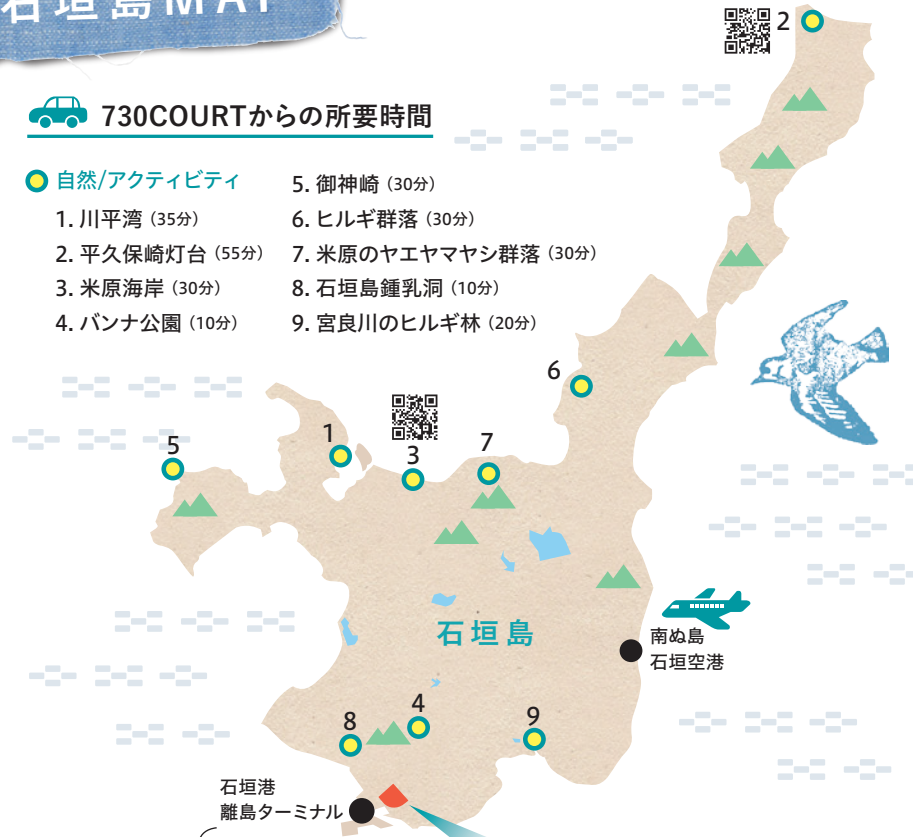 石垣島MAP
730COURTからの所要時間
自然/アクティビティ
1. 川平湾（35分）
2. 平久保崎灯台（55分）
3. 米原海岸（30分）
4. バンナ公園（10分）
5. 御神崎（30分）
6. ヒルギ群落（30分）
7. 米原のヤエヤマヤシ群落（30分）
8. 石垣島鍾乳洞（10分）
9. 宮良川のヒルギ林（20分）
2
6
1
5
3
7
石垣島
南ぬ島
石垣空港
4
8
9
石垣港
離島ターミナル